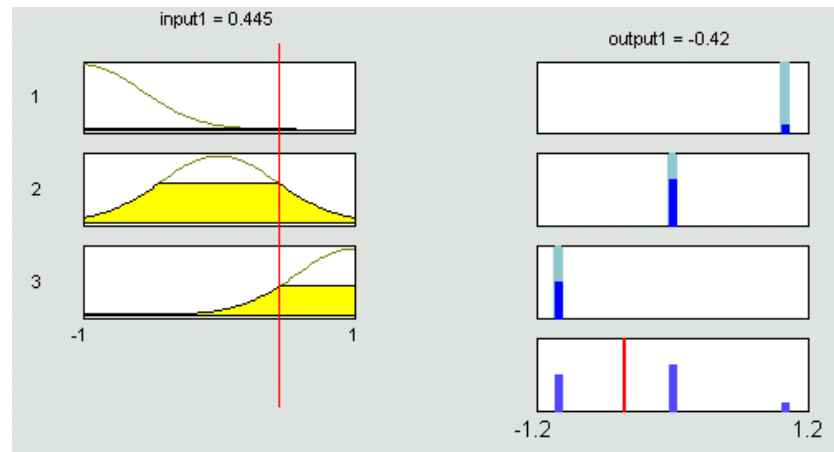 input1 = 0.445
output1 = -0.42
1
2
3
-1 1
-1.2 1.2